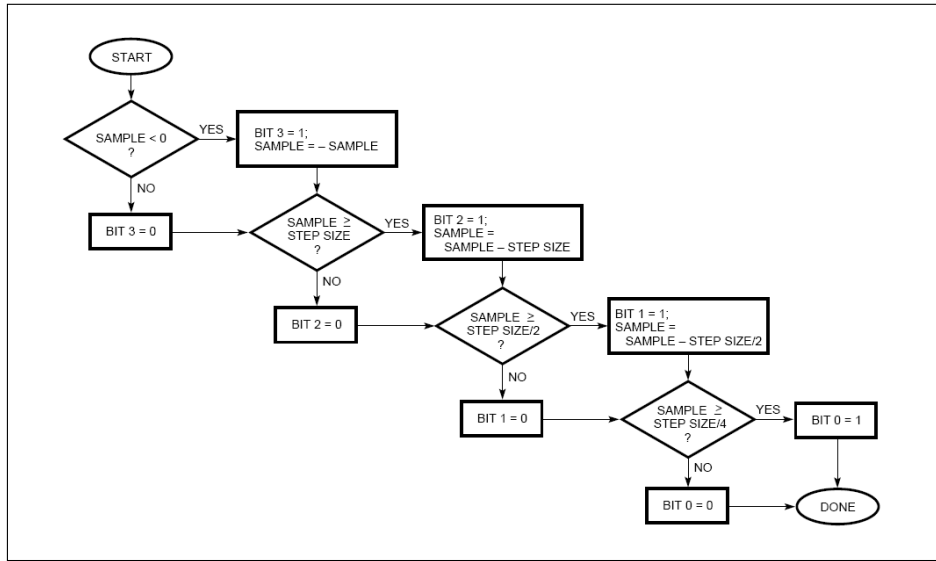 START
SAMPLE < 0
?
YES
BIT 3 = 1;
SAMPLE = – SAMPLE
NO
BIT 3 = 0
SAMPLE ≥
STEP SIZE
?
YES
BIT 2 = 1;
SAMPLE =
SAMPLE – STEP SIZE
NO
BIT 2 = 0
SAMPLE ≥
STEP SIZE/2
?
YES
BIT 1 = 1;
SAMPLE =
SAMPLE – STEP SIZE/2
NO
BIT 1 = 0
SAMPLE ≥
STEP SIZE/4
?
YES
BIT 0 = 1
NO
BIT 0 = 0
DONE